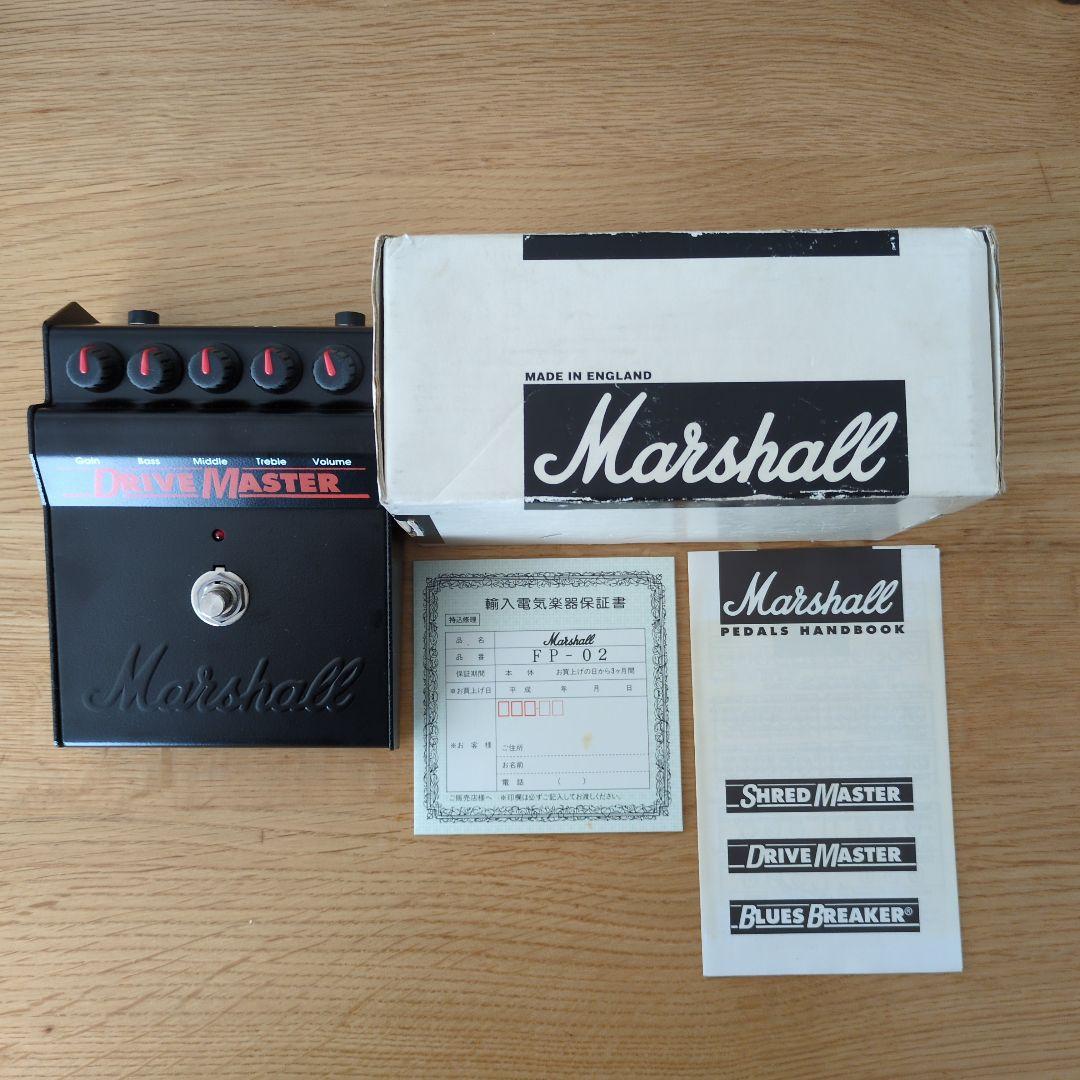 Gain Bass Middle Treble Volume
DRIVE MASTER
Marshall
MADE IN ENGLAND
Marshall
輸入電気楽器保証書
持込修理
品 名 Marshall
品 番 FP-02
保証期間 本 体 お買上げの日から3ヶ月間
※お買上げ日 平成 年 月 日
※お客様
ご住所
お名前
電 話 ( )
ご販売店様へ ※印欄は必ずご記入してお渡しください。
Marshall
PEDALS HANDBOOK
SHRED MASTER
DRIVE MASTER
BLUES BREAKER®